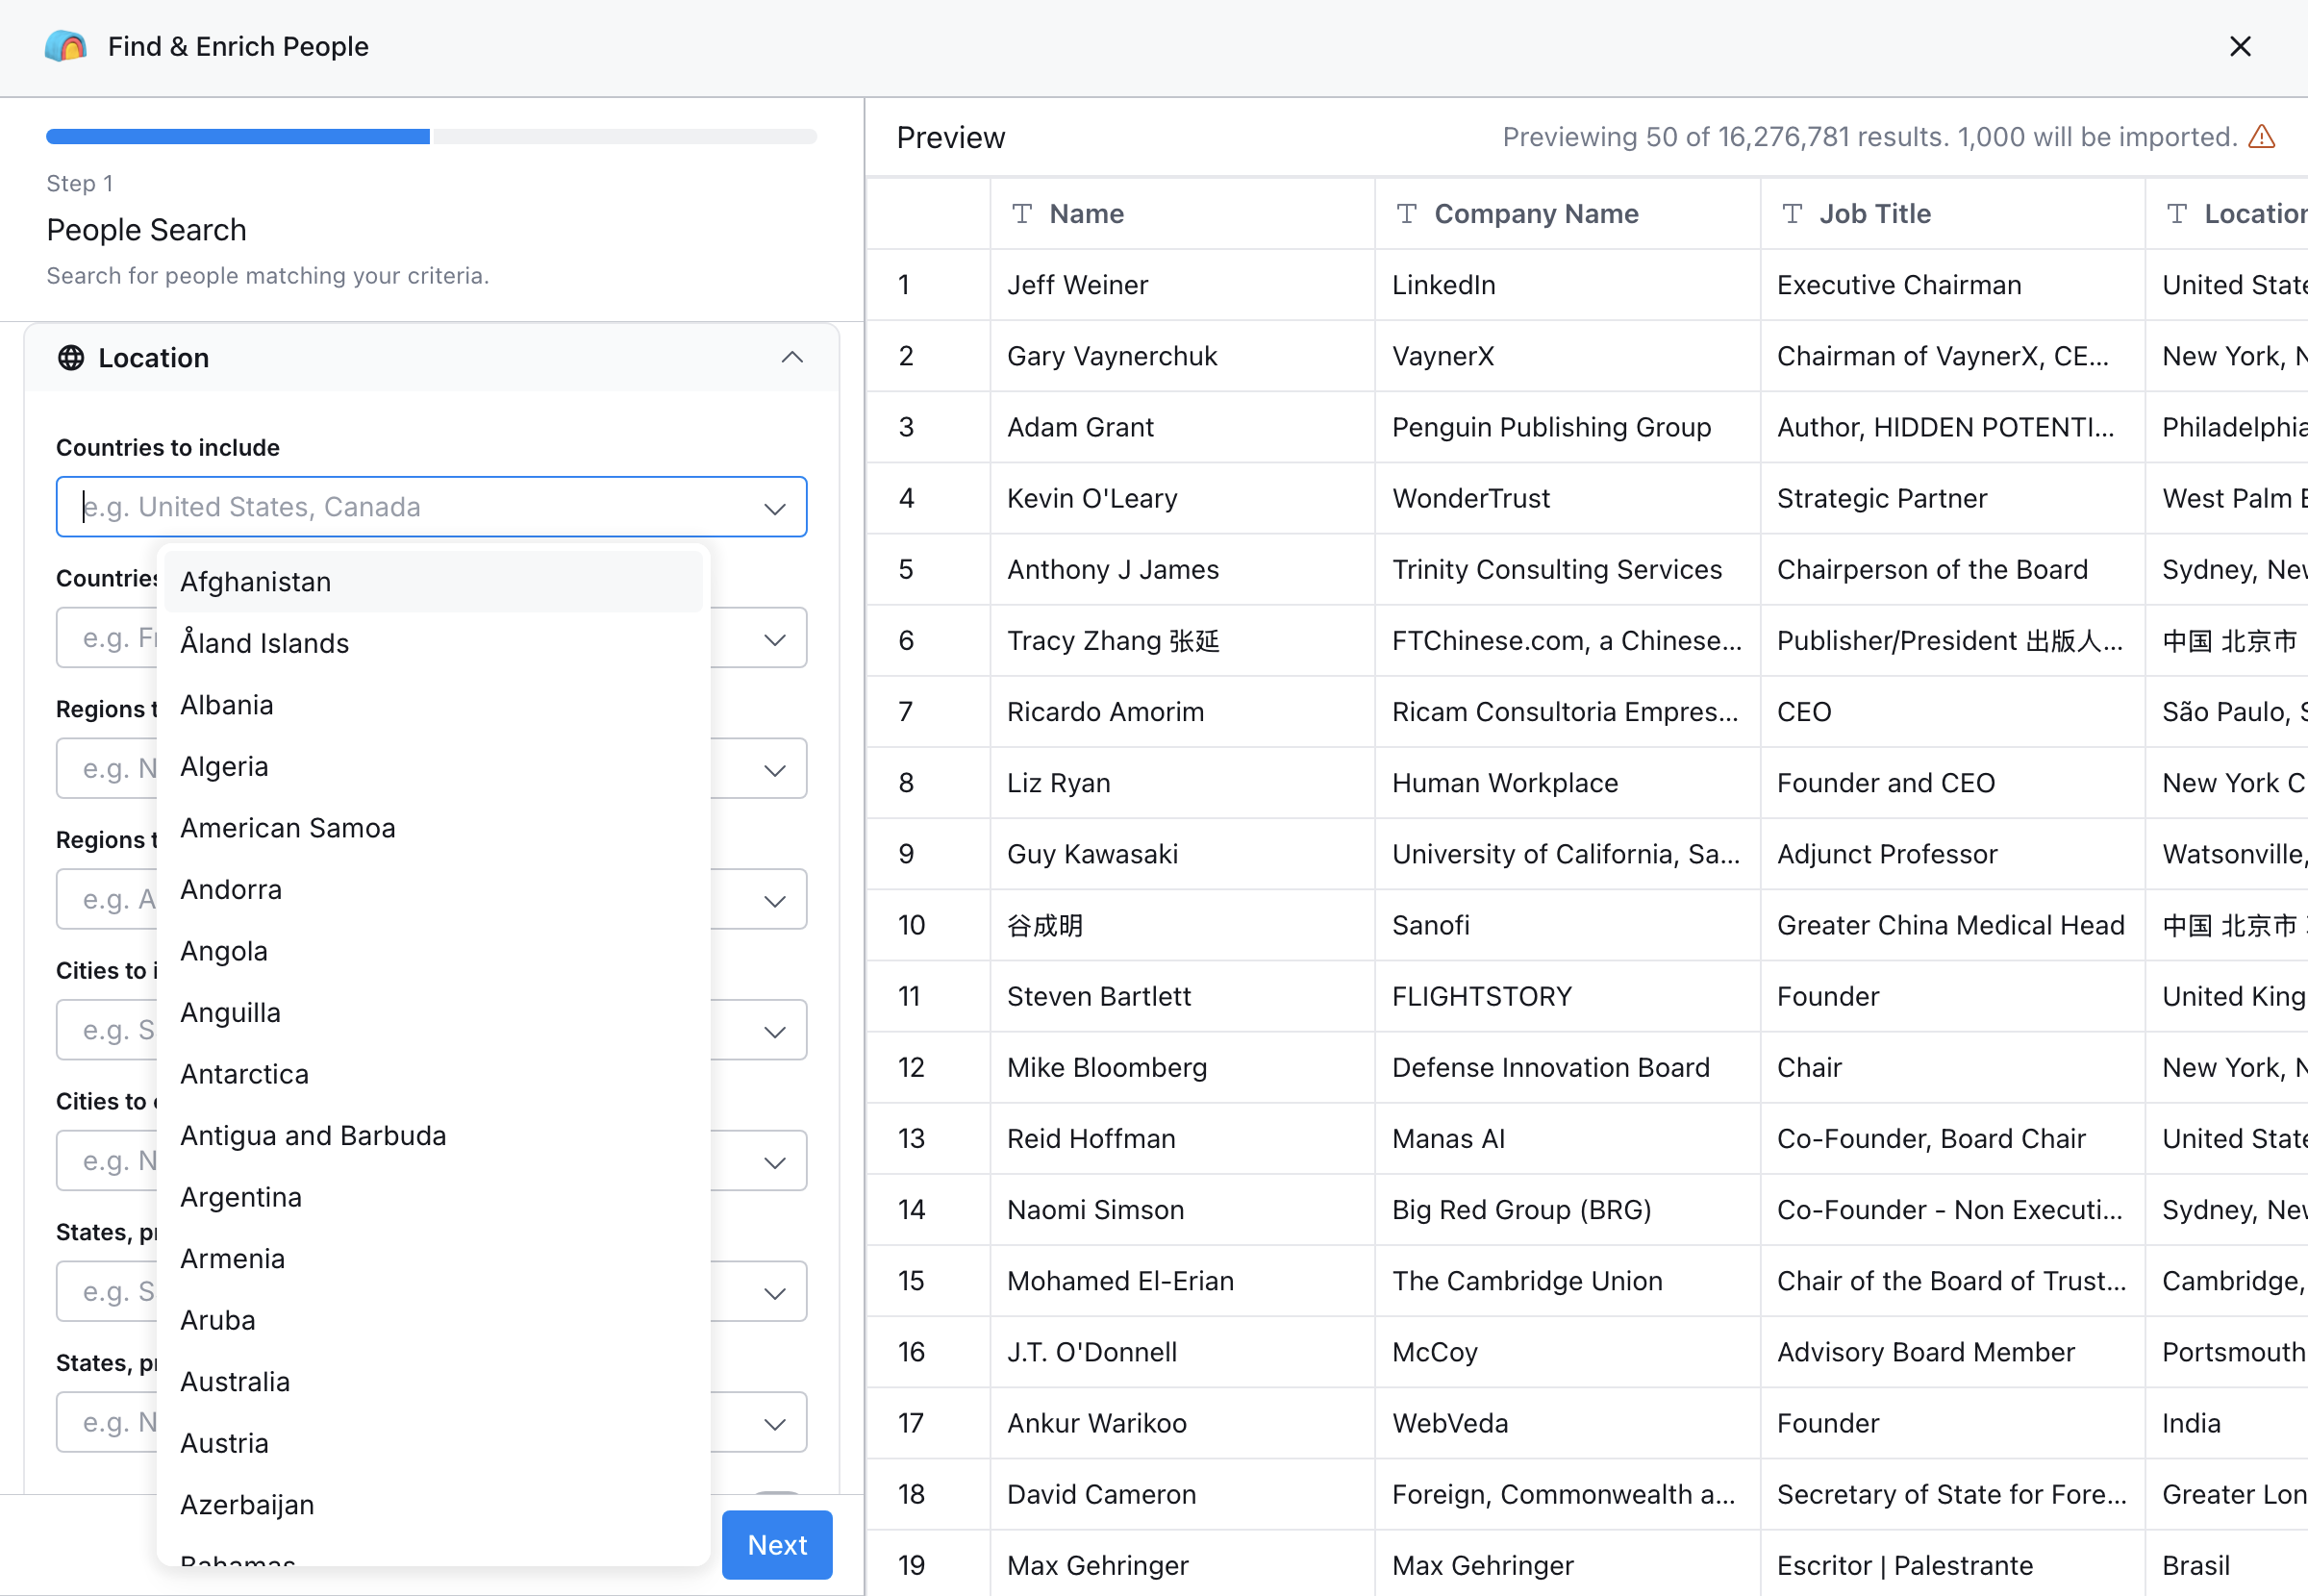 Find & Enrich People
Step 1
People Search
Search for people matching your criteria.
Location
Countries to include
e.g. United States, Canada
Countries
e.g. Fr
Regions t
e.g. N
Regions t
e.g. A
Cities to i
e.g. S
Cities to e
e.g. N
States, pr
e.g. S
States, pr
e.g. N
Afghanistan
Åland Islands
Albania
Algeria
American Samoa
Andorra
Angola
Anguilla
Antarctica
Antigua and Barbuda
Argentina
Armenia
Aruba
Australia
Austria
Azerbaijan
Bahamas
Next
Preview
Previewing 50 of 16,276,781 results. 1,000 will be imported.
Name Company Name Job Title Location
1 Jeff Weiner LinkedIn Executive Chairman United State
2 Gary Vaynerchuk VaynerX Chairman of VaynerX, CE... New York, N
3 Adam Grant Penguin Publishing Group Author, HIDDEN POTENTI... Philadelphia
4 Kevin O'Leary WonderTrust Strategic Partner West Palm B
5 Anthony J James Trinity Consulting Services Chairperson of the Board Sydney, New
6 Tracy Zhang 张延 FTChinese.com, a Chinese... Publisher/President 出版人... 中国 北京市
7 Ricardo Amorim Ricam Consultoria Empres... CEO São Paulo, S
8 Liz Ryan Human Workplace Founder and CEO New York C
9 Guy Kawasaki University of California, Sa... Adjunct Professor Watsonville,
10 谷成明 Sanofi Greater China Medical Head 中国 北京市
11 Steven Bartlett FLIGHTSTORY Founder United King
12 Mike Bloomberg Defense Innovation Board Chair New York, N
13 Reid Hoffman Manas AI Co-Founder, Board Chair United State
14 Naomi Simson Big Red Group (BRG) Co-Founder - Non Executi... Sydney, New
15 Mohamed El-Erian The Cambridge Union Chair of the Board of Trust... Cambridge,
16 J.T. O'Donnell McCoy Advisory Board Member Portsmouth
17 Ankur Warikoo WebVeda Founder India
18 David Cameron Foreign, Commonwealth a... Secretary of State for Fore... Greater Lon
19 Max Gehringer Max Gehringer Escritor | Palestrante Brasil